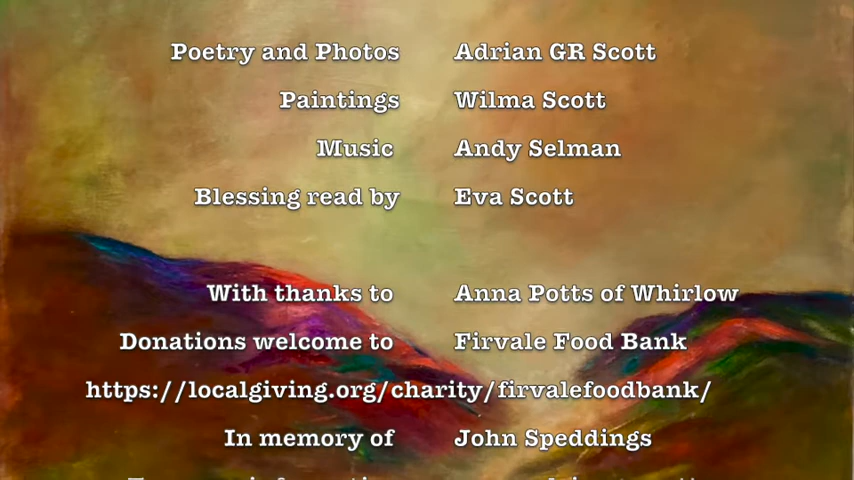 Poetry and Photos Adrian GR Scott
Paintings Wilma Scott
Music Andy Selman
Blessing read by Eva Scott
With thanks to Anna Potts of Whirlow
Donations welcome to Firvale Food Bank
https://localgiving.org/charity/firvalefoodbank/
In memory of John Speddings